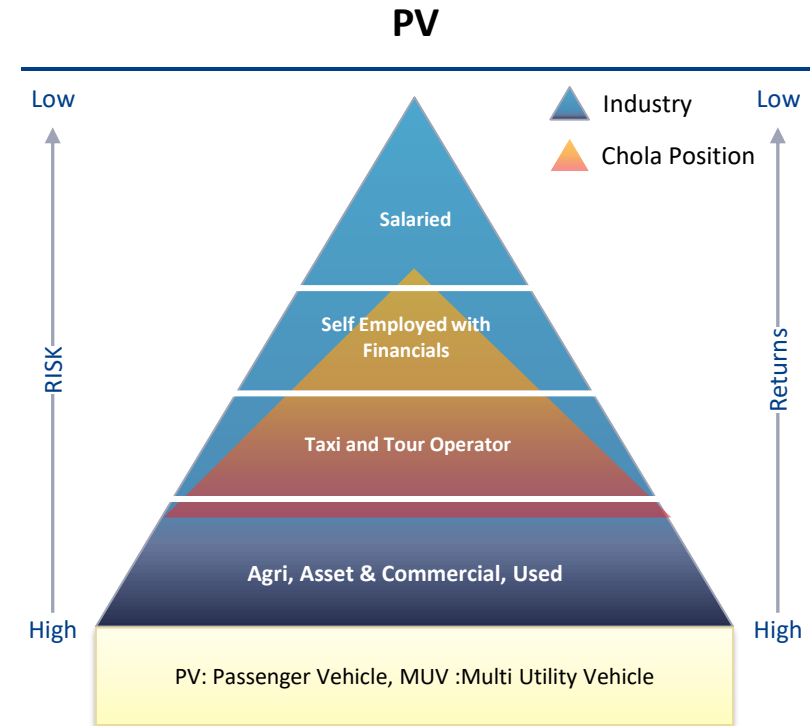 PV
Low
Industry
Low
Chola Position
Salaried
Self Employed with
Financials
RISK
Returns
Taxi and Tour Operator
Agri, Asset & Commercial, Used
High
High
PV: Passenger Vehicle, MUV :Multi Utility Vehicle